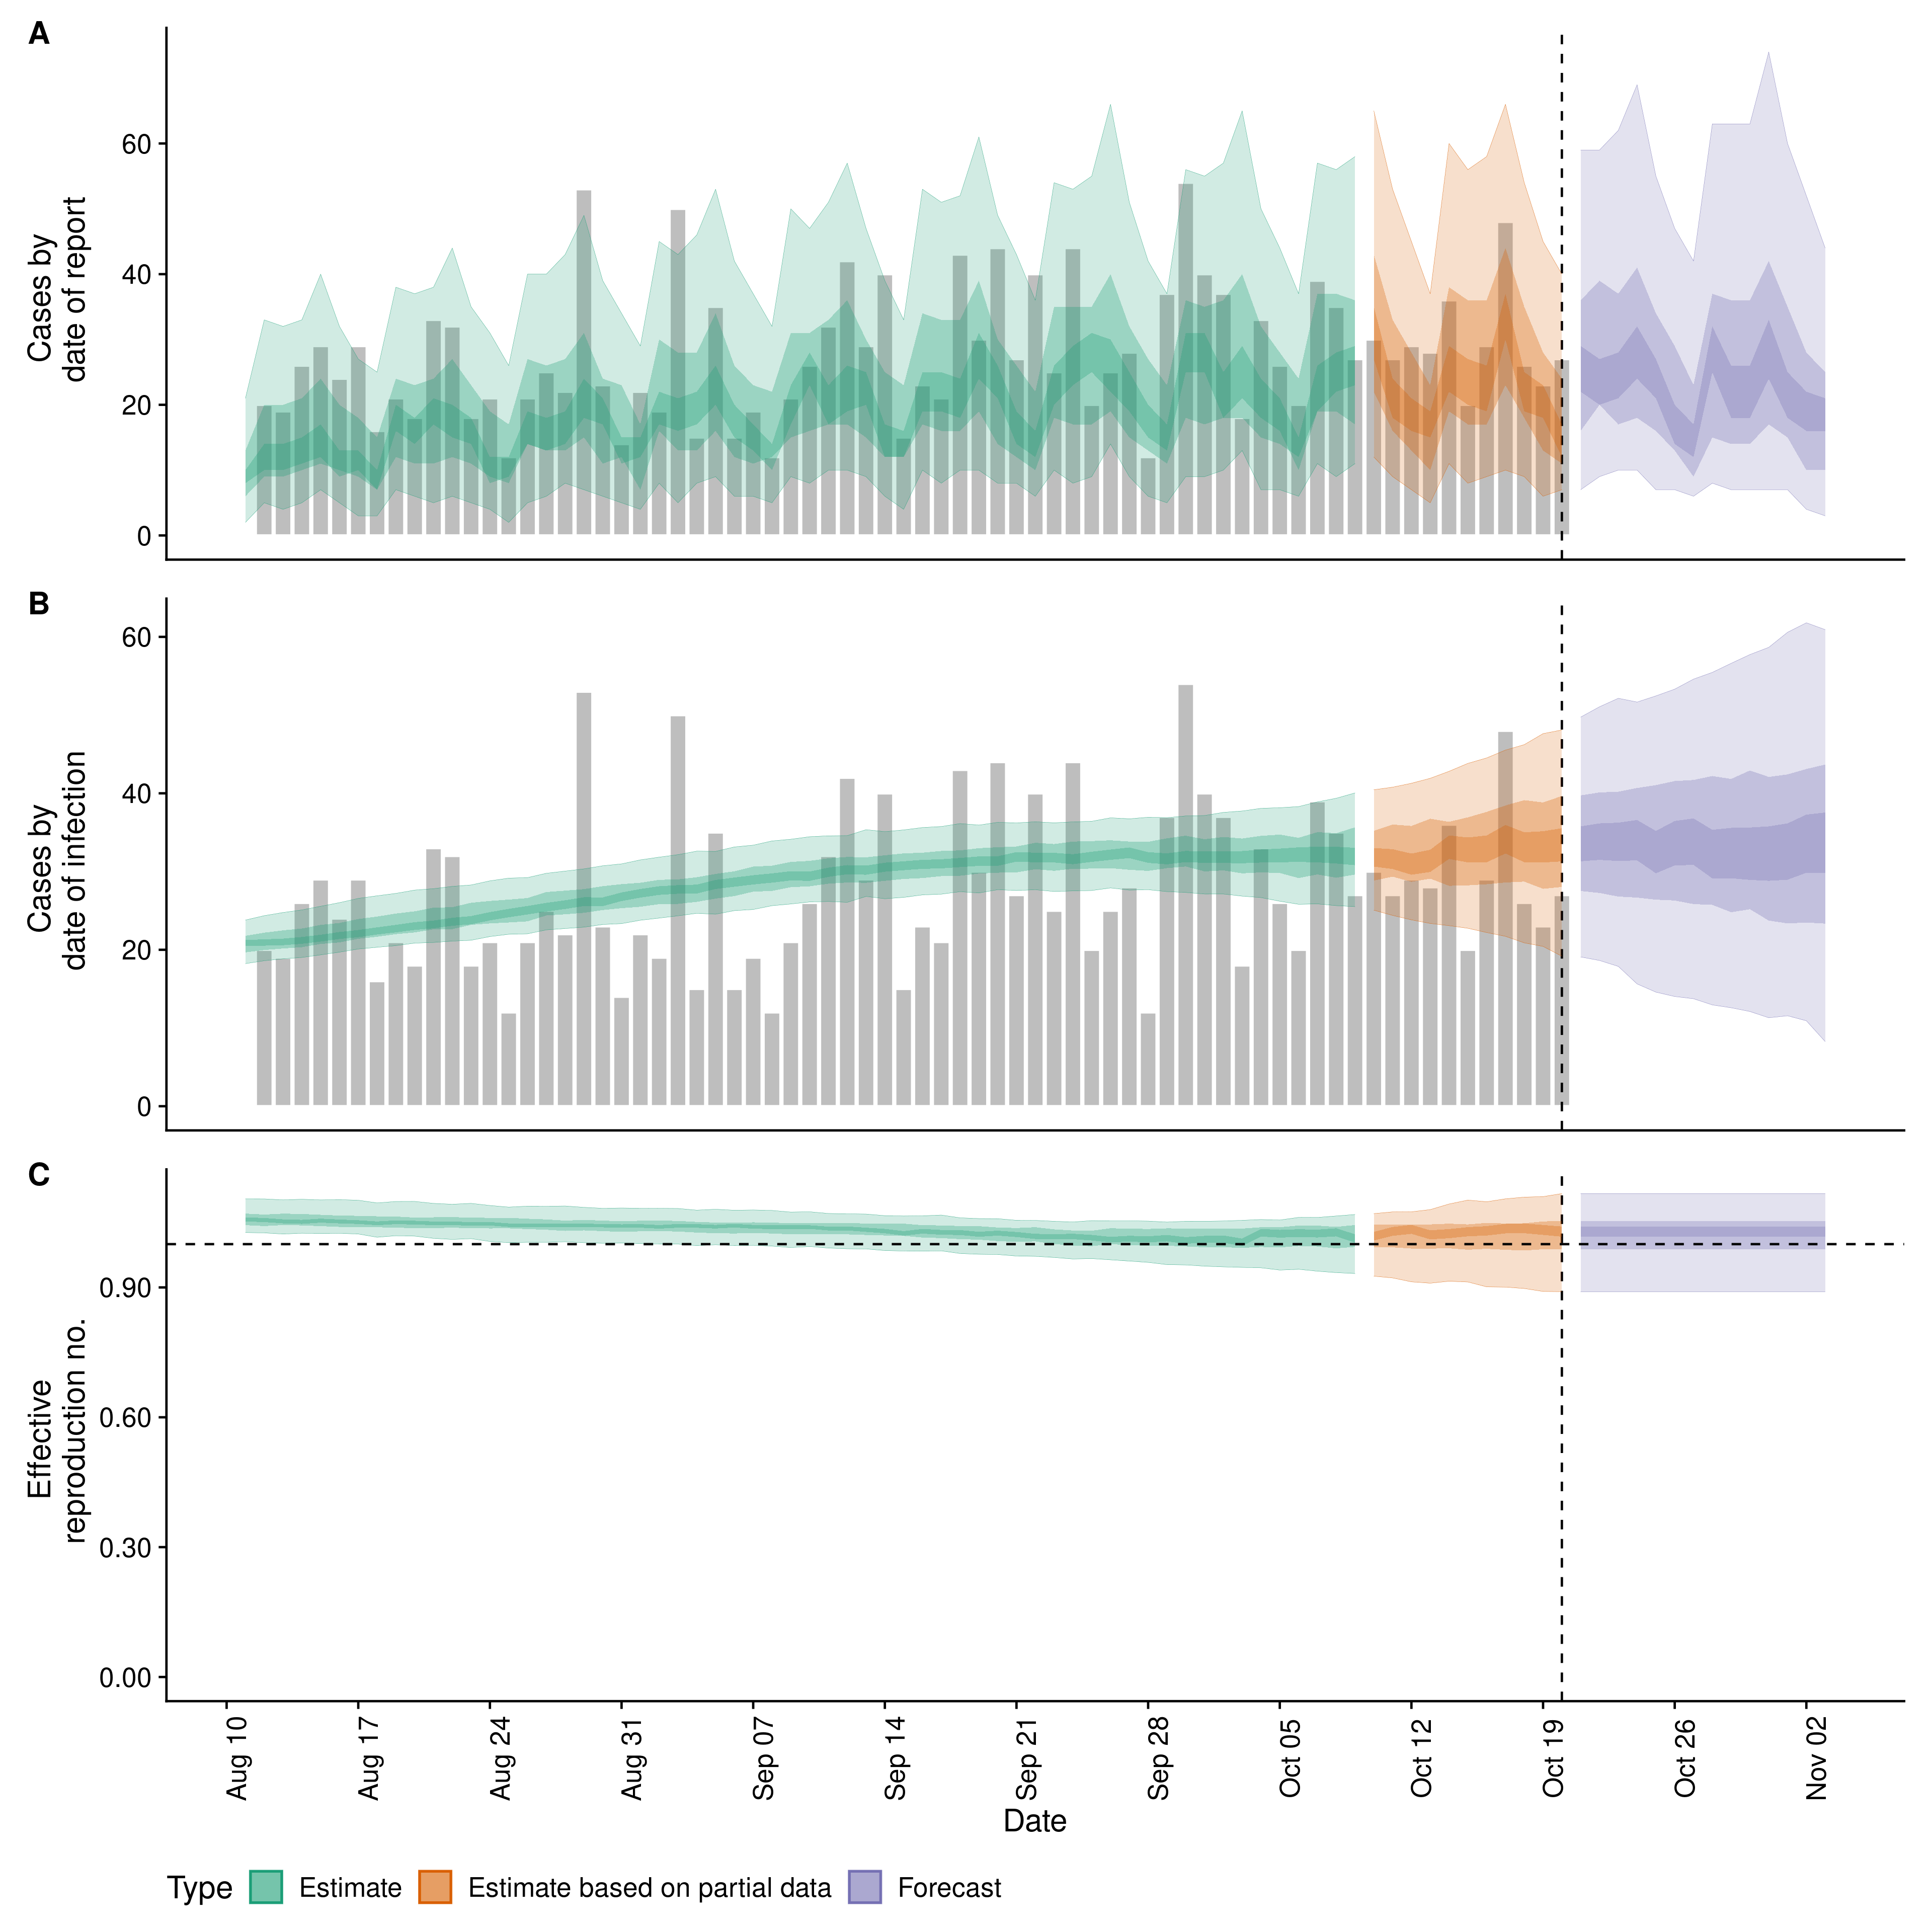 A
Cases by
date of report
60
40
20
0
B
Cases by
date of infection
60
40
20
0
C
Effective
reproduction no.
0.90
0.60
0.30
0.00
Aug 10
Aug 17
Aug 24
Aug 31
Sep 07
Sep 14
Sep 21
Sep 28
Oct 05
Oct 12
Oct 19
Oct 26
Nov 02
Date
Type Estimate Estimate based on partial data Forecast